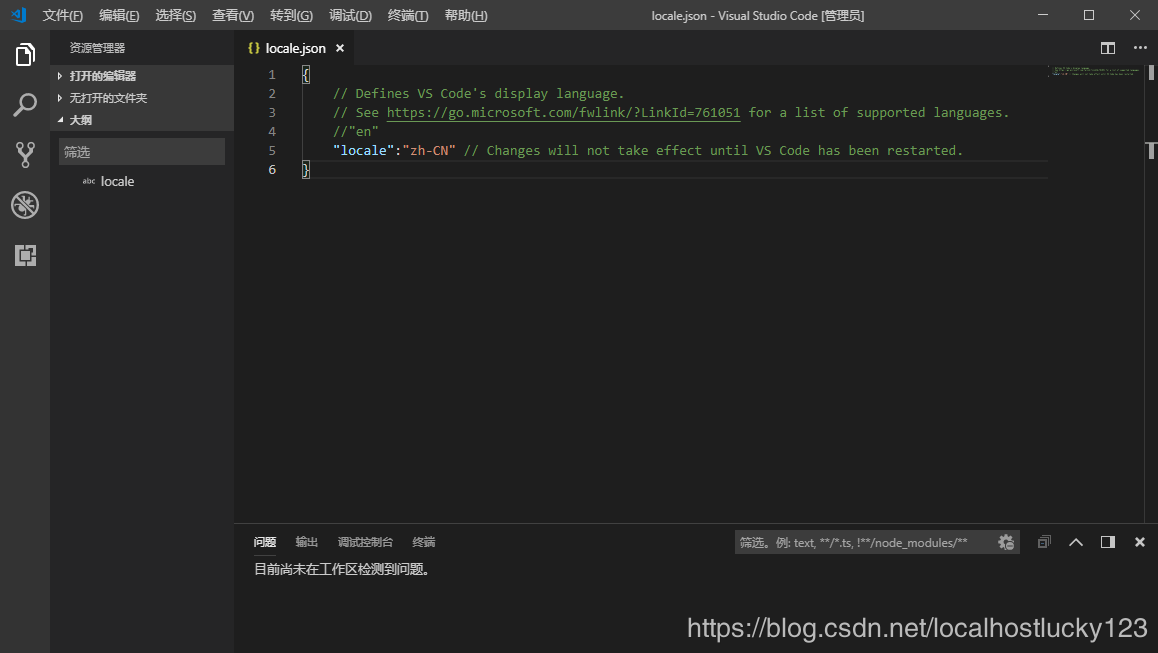 文件(F) 编辑(E) 选择(S) 查看(V) 转到(G) 调试(D) 终端(T) 帮助(H) locale.json - Visual Studio Code [管理员]
资源管理器
打开的编辑器
无打开的文件夹
大纲
筛选
abc locale
{} locale.json
1 {
2 // Defines VS Code's display language.
3 // See https://go.microsoft.com/fwlink/?LinkId=761051 for a list of supported languages.
4 //"en"
5 "locale":"zh-CN" // Changes will not take effect until VS Code has been restarted.
6 }
问题 输出 调试控制台 终端 筛选。例: text, **/*.ts, !**/node_modules/**
目前尚未在工作区检测到问题。
https://blog.csdn.net/localhostlucky123